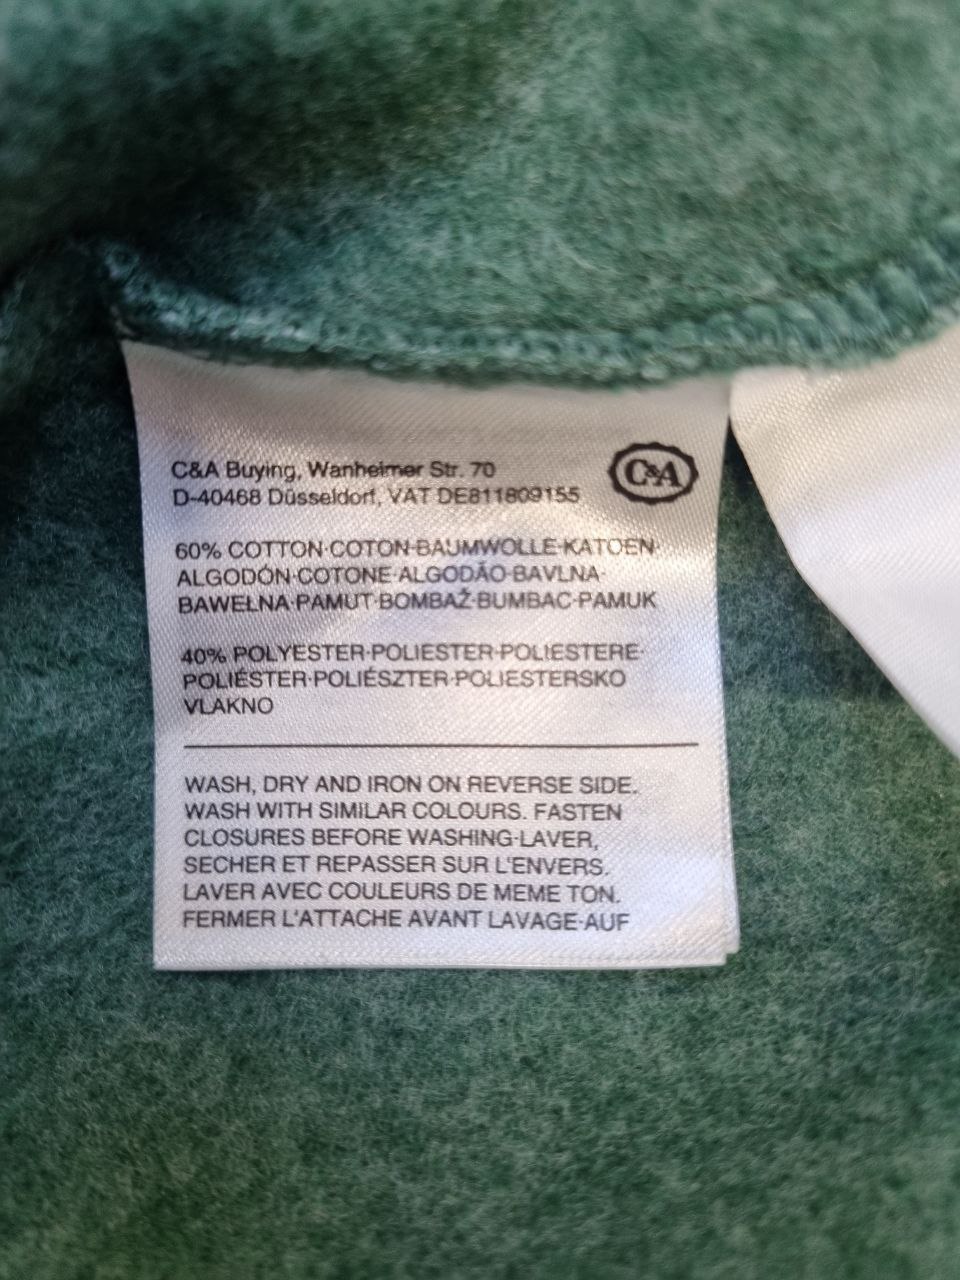 C&A Buying, Wanheimer Str. 70
D-40468 Düsseldorf, VAT DE811809155
C&A
60% COTTON·COTON·BAUMWOLLE·KATOEN·
ALGODÓN·COTONE·ALGODÃO·BAVLNA·
BAWEŁNA·PAMUT·BOMBAŽ·BUMBAC·PAMUK
40% POLYESTER·POLIESTER·POLIESTERE·
POLIÉSTER·POLIÉSZTER·POLIESTERSKO
VLAKNO
WASH, DRY AND IRON ON REVERSE SIDE.
WASH WITH SIMILAR COLOURS. FASTEN
CLOSURES BEFORE WASHING·LAVER,
SECHER ET REPASSER SUR L'ENVERS.
LAVER AVEC COULEURS DE MEME TON.
FERMER L'ATTACHE AVANT LAVAGE·AUF